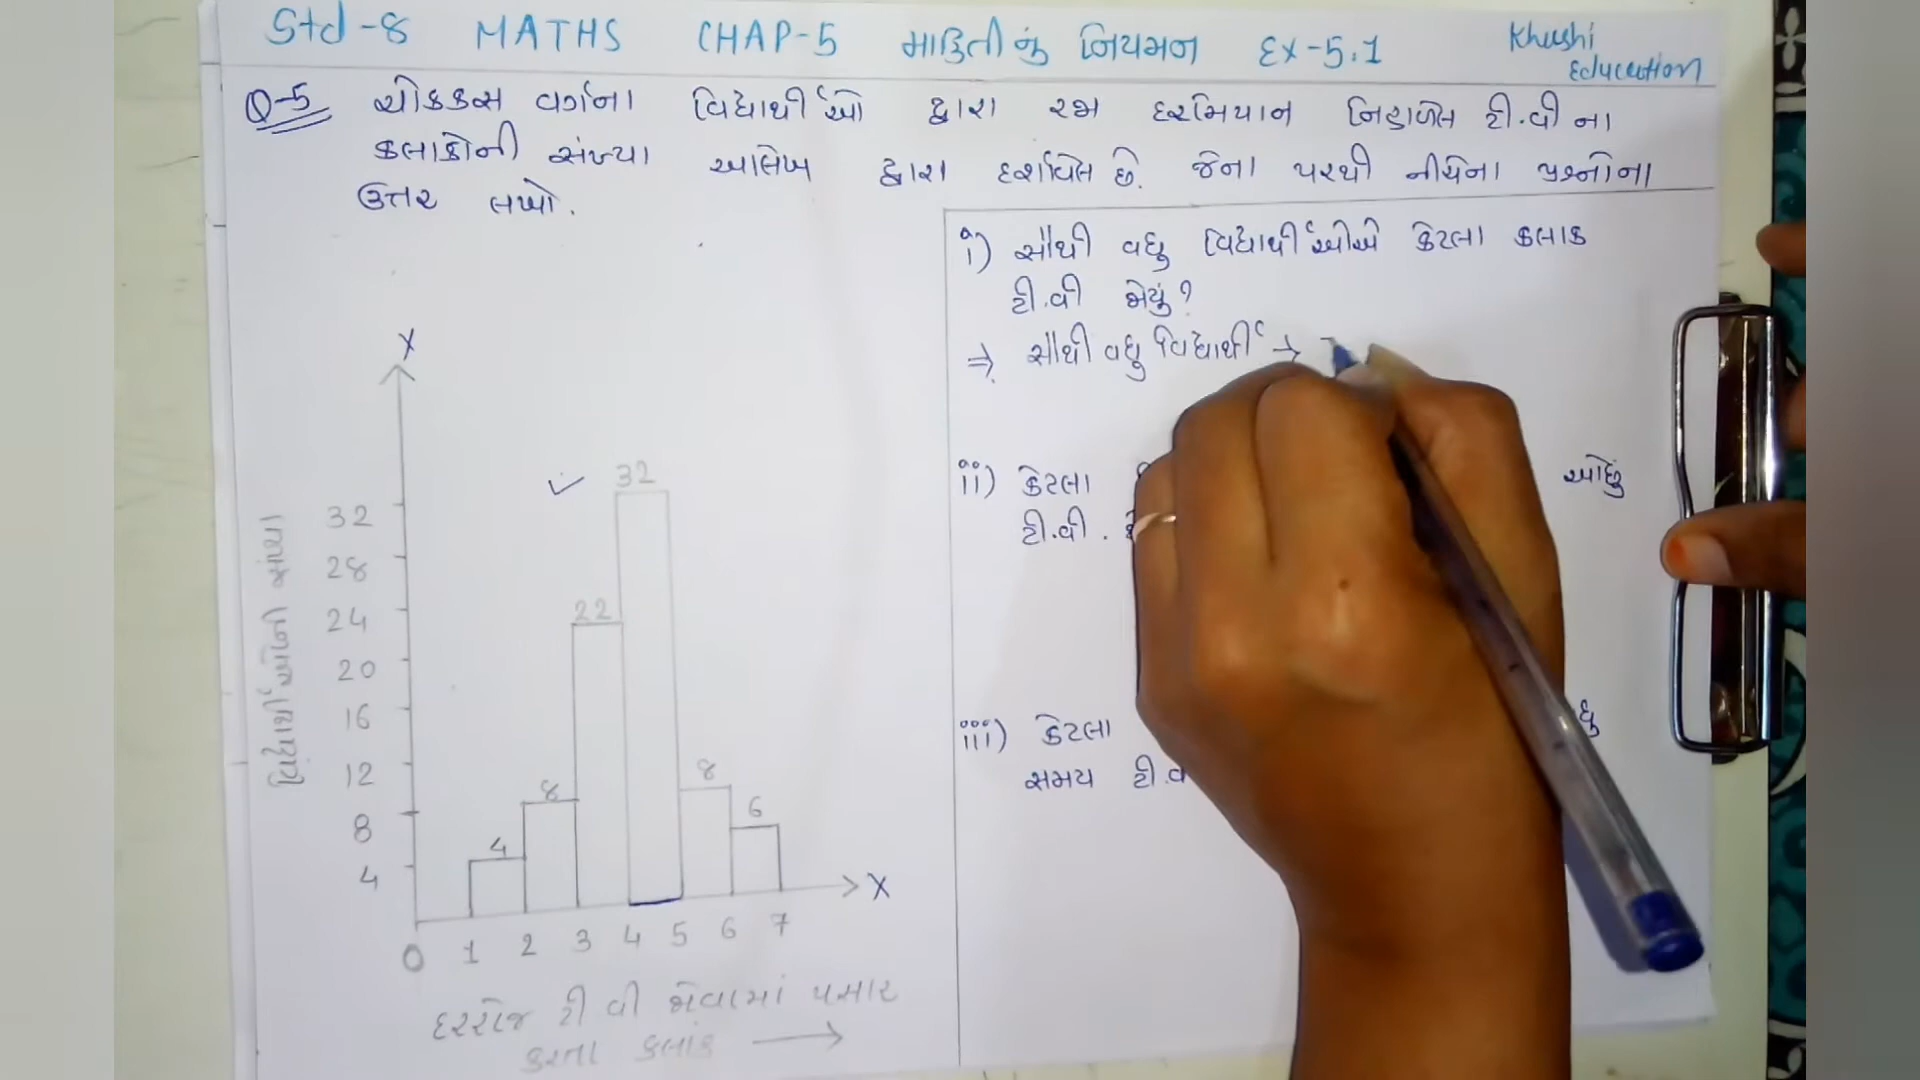 Std-8 MATHS CHAP-5 માહિતીનું નિયમન Ex-5.1
Khushi
Education
Q-5 ચોક્કસ વર્ગના વિદ્યાર્થીઓ દ્વારા રજા દરમિયાન નિહાળેલ ટી.વી ના
કલાકોની સંખ્યા આલેખ દ્વારા દર્શાવેલ છે. જેના પરથી નીચેના પ્રશ્નોના
ઉત્તર લખો.
Y
32
28
24
20
16
12
8
4
વિદ્યાર્થીઓની સંખ્યા
4
8
22
32
8
6
X
0 1 2 3 4 5 6 7
દરરોજ ટી વી જોવામાં પસાર
કરતા કલાક
i) સૌથી વધુ વિદ્યાર્થીઓએ કેટલા કલાક
ટી.વી જોયું?
⇒ સૌથી વધુ વિદ્યાર્થી →
ii) કેટલા ઓછું
ટી.વી.
iii) કેટલા
સમય ટી.વ